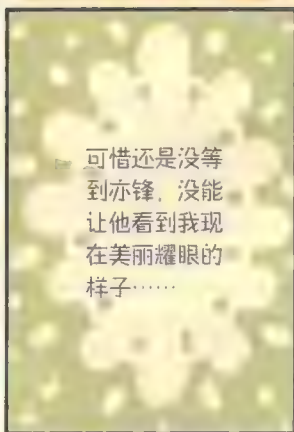 可惜还是没等
到亦锋，没能
让他看到我现
在美丽耀眼的
样子……